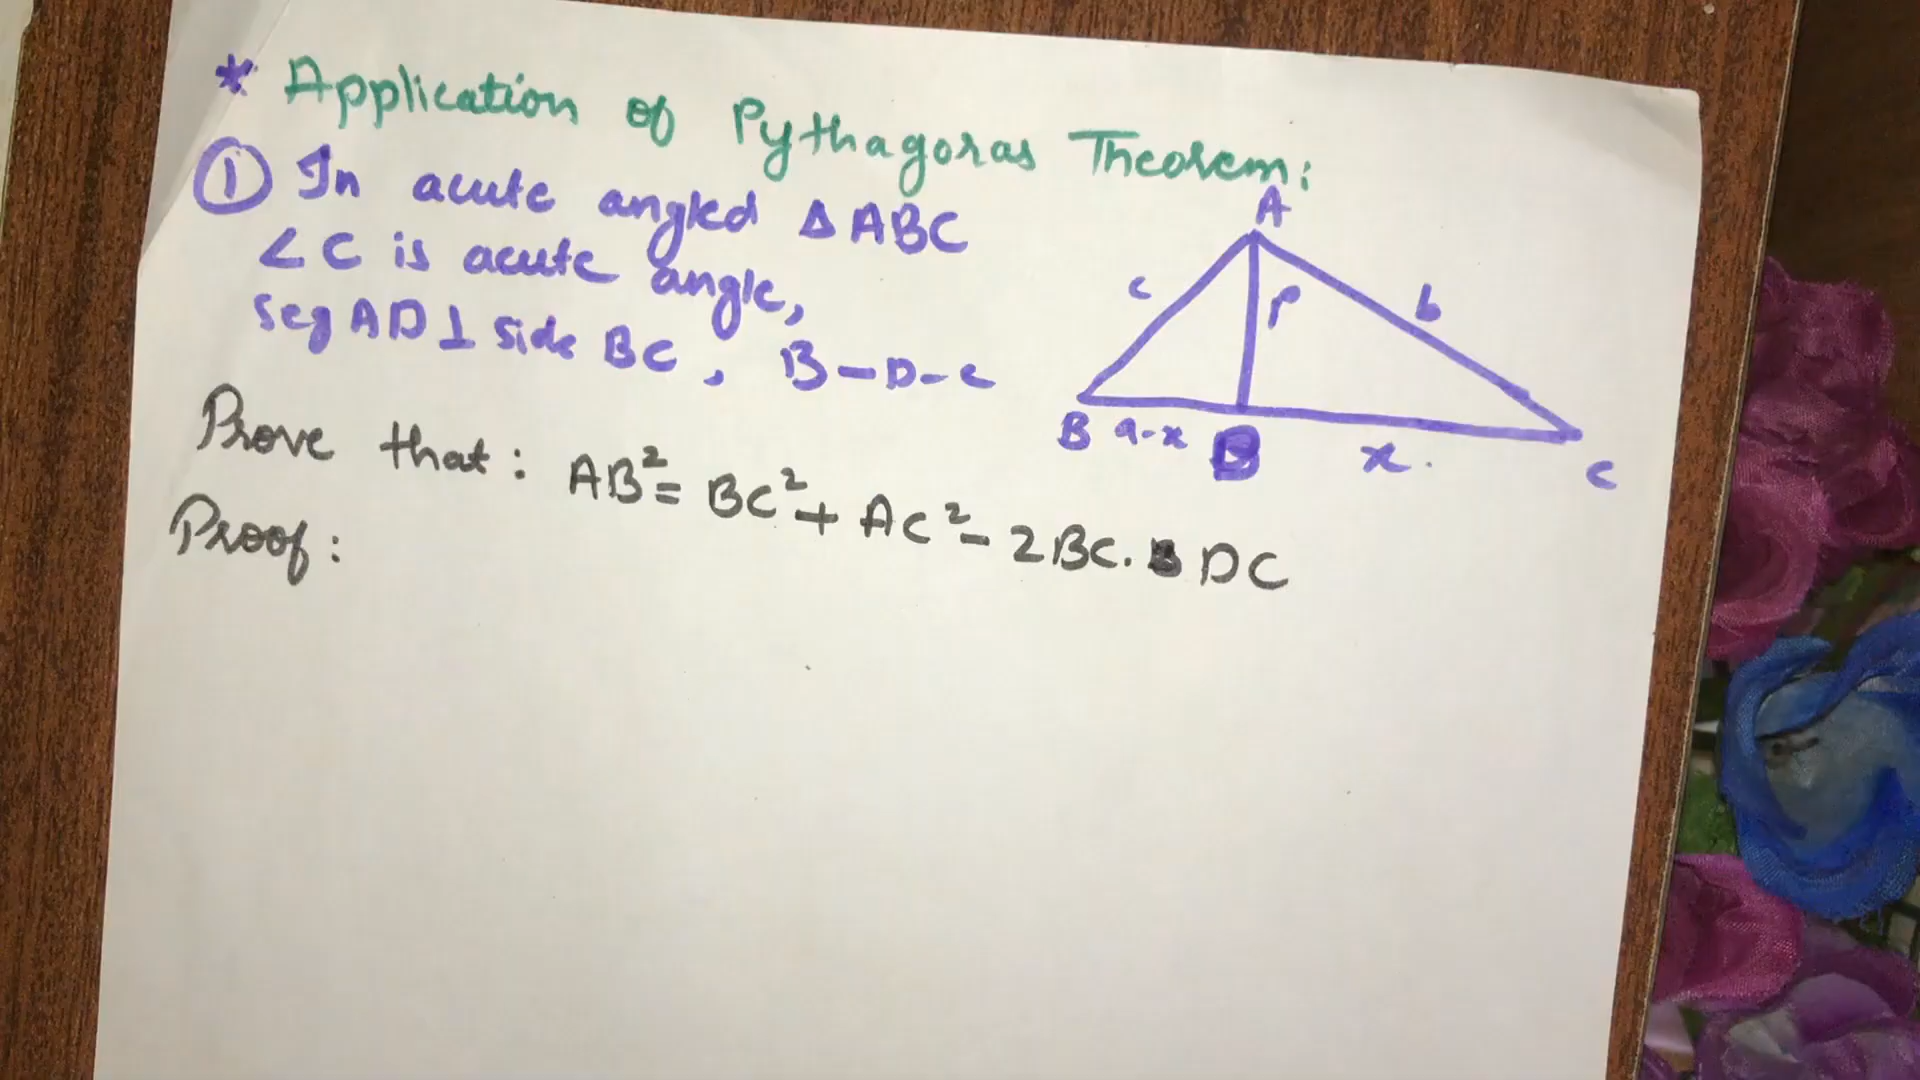 * Application of Pythagoras Theorem:
① In acute angled △ABC
∠C is acute angle,
seg AD⊥ side BC, B-D-C
A
c
P
b
B a-x D x. C
Prove that: AB²= BC²+ AC²- 2BC. DC
Proof: